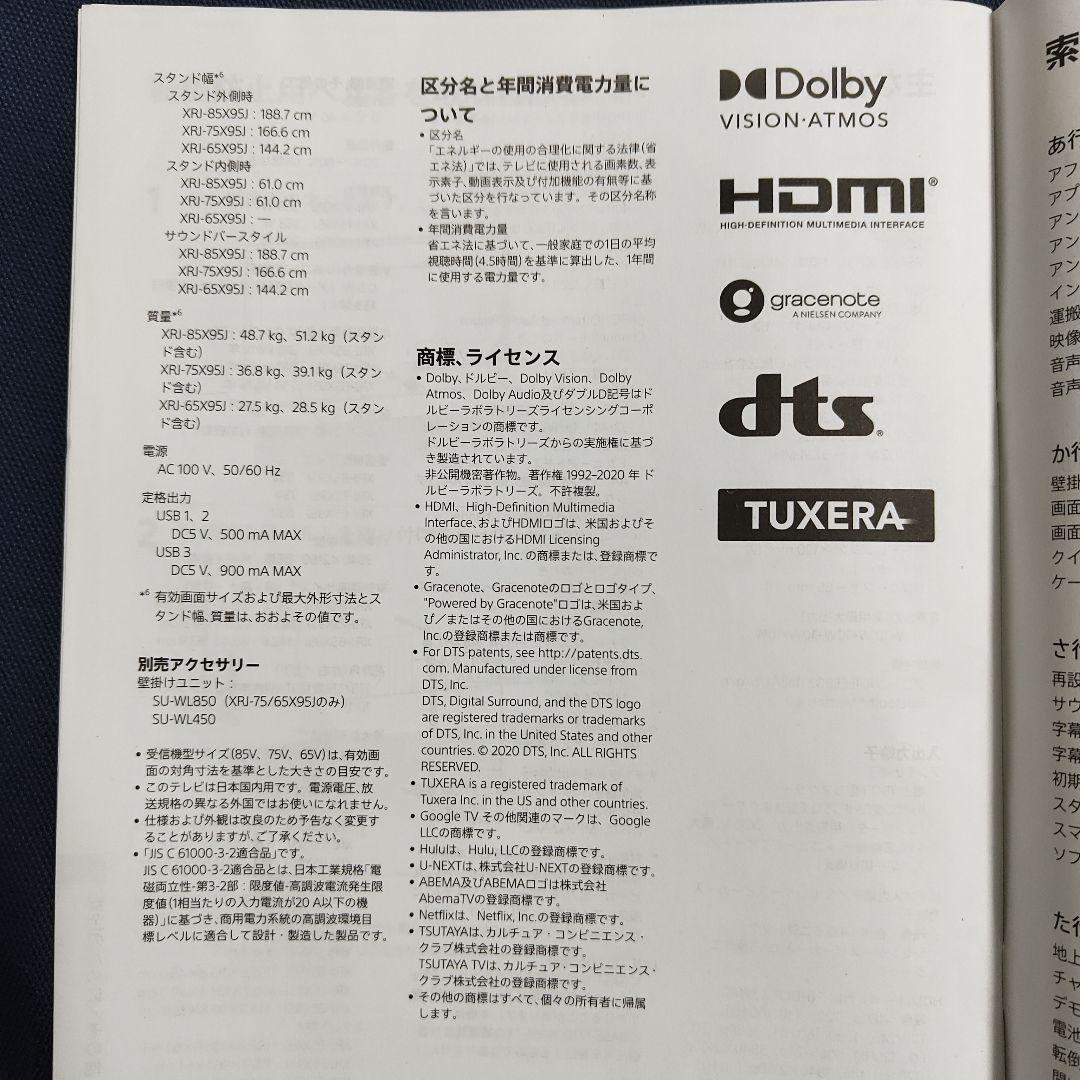 スタンド幅*6
スタンド外側時
XRJ-85X95J : 188.7 cm
XRJ-75X95J : 166.6 cm
XRJ-65X95J : 144.2 cm
スタンド内側時
XRJ-85X95J : 61.0 cm
XRJ-75X95J : 61.0 cm
XRJ-65X95J : —
サウンドバースタイル
XRJ-85X95J : 188.7 cm
XRJ-75X95J : 166.6 cm
XRJ-65X95J : 144.2 cm
質量*6
XRJ-85X95J : 48.7 kg、51.2 kg（スタン
ド含む）
XRJ-75X95J : 36.8 kg、39.1 kg（スタン
ド含む）
XRJ-65X95J : 27.5 kg、28.5 kg（スタン
ド含む）
電源
AC 100 V、50/60 Hz
定格出力
USB 1、2
DC5 V、500 mA MAX
USB 3
DC5 V、900 mA MAX
*6 有効画面サイズおよび最大外形寸法とス
タンド幅、質量は、おおよその値です。
別売アクセサリー
壁掛けユニット：
SU-WL850（XRJ-75/65X95Jのみ）
SU-WL450
• 受信機型サイズ（85V、75V、65V）は、有効画
面の対角寸法を基準とした大きさの目安です。
• このテレビは日本国内用です。電源電圧、放
送規格の異なる外国ではお使いになれません。
• 仕様および外観は改良のため予告なく変更す
ることがありますが、ご了承ください。
• 「JIS C 61000-3-2適合品」です。
JIS C 61000-3-2適合品とは、日本工業規格「電
磁両立性-第3-2部：限度値-高調波電流発生限
度値（1相当たりの入力電流が20 A以下の機
器）」に基づき、商用電力系統の高調波環境目
標レベルに適合して設計・製造した製品です。
区分名と年間消費電力量に
ついて
• 区分名
「エネルギーの使用の合理化に関する法律（省
エネ法）」では、テレビに使用される画素数、表
示素子、動画表示及び付加機能の有無等に基
づいた区分を行なっています。その区分名称
を言います。
• 年間消費電力量
省エネ法に基づいて、一般家庭での1日の平均
視聴時間（4.5時間）を基準に算出した、1年間
に使用する電力量です。
商標、ライセンス
• Dolby、ドルビー、Dolby Vision、Dolby
Atmos、Dolby Audio及びダブルD記号はド
ルビーラボラトリーズライセンシングコーポ
レーションの商標です。
ドルビーラボラトリーズからの実施権に基づ
き製造されています。
非公開機密著作物。著作権 1992-2020 年 ド
ルビーラボラトリーズ。不許複製。
• HDMI、High-Definition Multimedia
Interface、およびHDMIロゴは、米国およびそ
の他の国におけるHDMI Licensing
Administrator, Inc. の商標または、登録商標で
す。
• Gracenote、Gracenoteのロゴとロゴタイプ、
"Powered by Gracenote"ロゴは、米国およ
び／またはその他の国におけるGracenote,
Inc.の登録商標または商標です。
• For DTS patents, see http://patents.dts.
com. Manufactured under license from
DTS, Inc.
DTS, Digital Surround, and the DTS logo
are registered trademarks or trademarks
of DTS, Inc. in the United States and other
countries. © 2020 DTS, Inc. ALL RIGHTS
RESERVED.
• TUXERA is a registered trademark of
Tuxera Inc. in the US and other countries.
• Google TV その他関連のマークは、Google
LLCの商標です。
• Huluは、Hulu, LLCの登録商標です。
• U-NEXTは、株式会社U-NEXTの登録商標です。
• ABEMA及びABEMAロゴは株式会社
AbemaTVの登録商標です。
• Netflixは、Netflix, Inc.の登録商標です。
• TSUTAYAは、カルチュア・コンビニエンス・
クラブ株式会社の登録商標です。
TSUTAYA TVは、カルチュア・コンビニエンス・
クラブ株式会社の登録商標です。
• その他の商標はすべて、個々の所有者に帰属
します。
Dolby
VISION·ATMOS
HDMI®
HIGH-DEFINITION MULTIMEDIA INTERFACE
gracenote
A NIELSEN COMPANY
dts®
TUXERA
索
あ行
アフ
アプ
アン
アン
アン
イン
運搬
映像
音声
音声
か行
壁掛
画面
画面
クイ
ケー
さ行
再設
サウ
字幕
字幕
初期
スタ
スマ
ソフ
た行
地上
チャ
デモ
電池
転倒